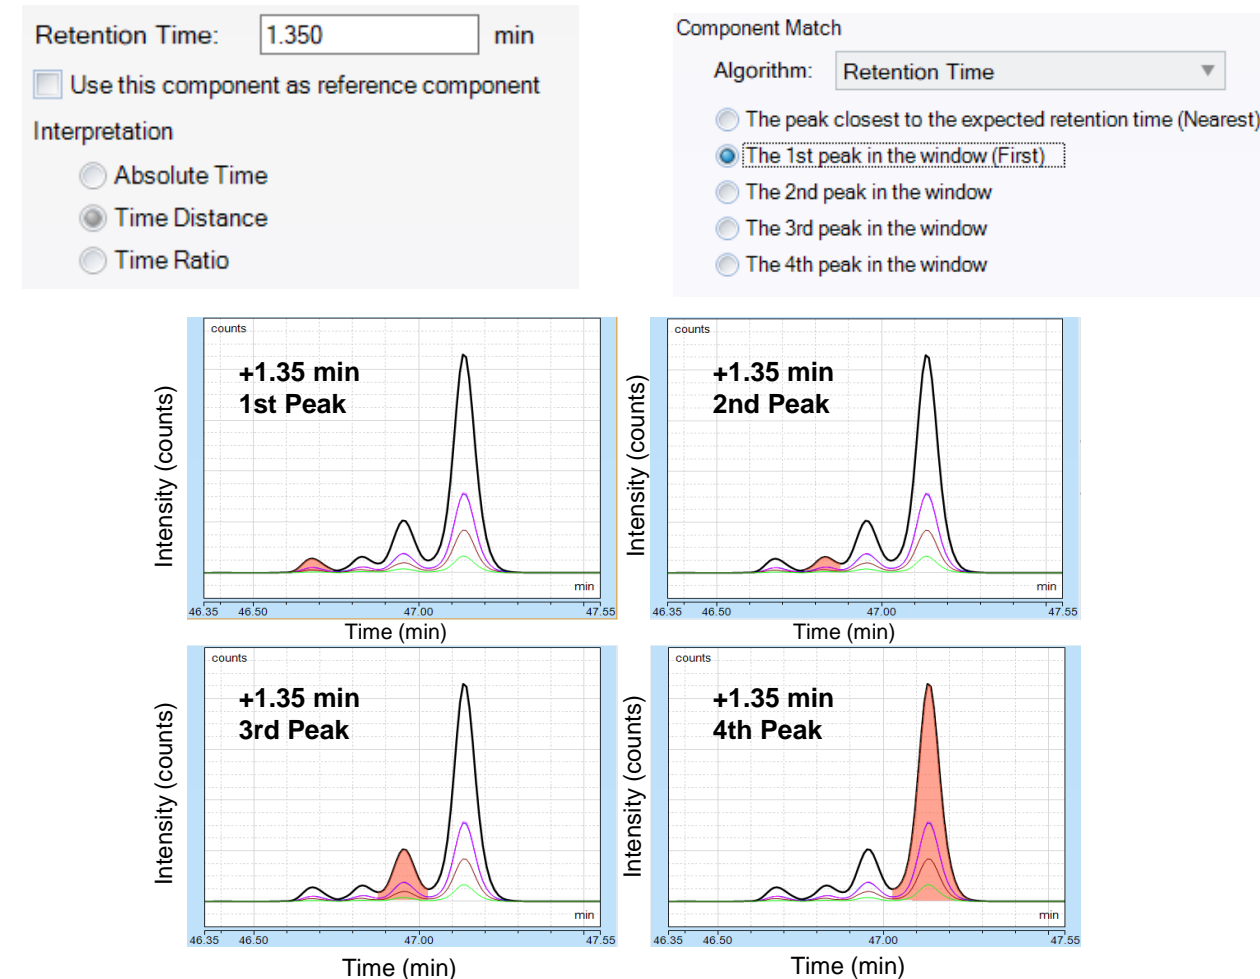 Retention Time: 1.350 min
Use this component as reference component
Interpretation
Absolute Time
Time Distance
Time Ratio
Component Match
Algorithm: Retention Time
The peak closest to the expected retention time (Nearest)
The 1st peak in the window (First)
The 2nd peak in the window
The 3rd peak in the window
The 4th peak in the window
counts
+1.35 min
1st Peak
Intensity (counts)
min
46.35 46.50 47.00 47.55
Time (min)
counts
+1.35 min
2nd Peak
Intensity (counts)
min
46.35 46.50 47.00 47.55
Time (min)
counts
+1.35 min
3rd Peak
Intensity (counts)
min
46.35 46.50 47.00 47.55
Time (min)
counts
+1.35 min
4th Peak
Intensity (counts)
min
46.35 46.50 47.00 47.55
Time (min)